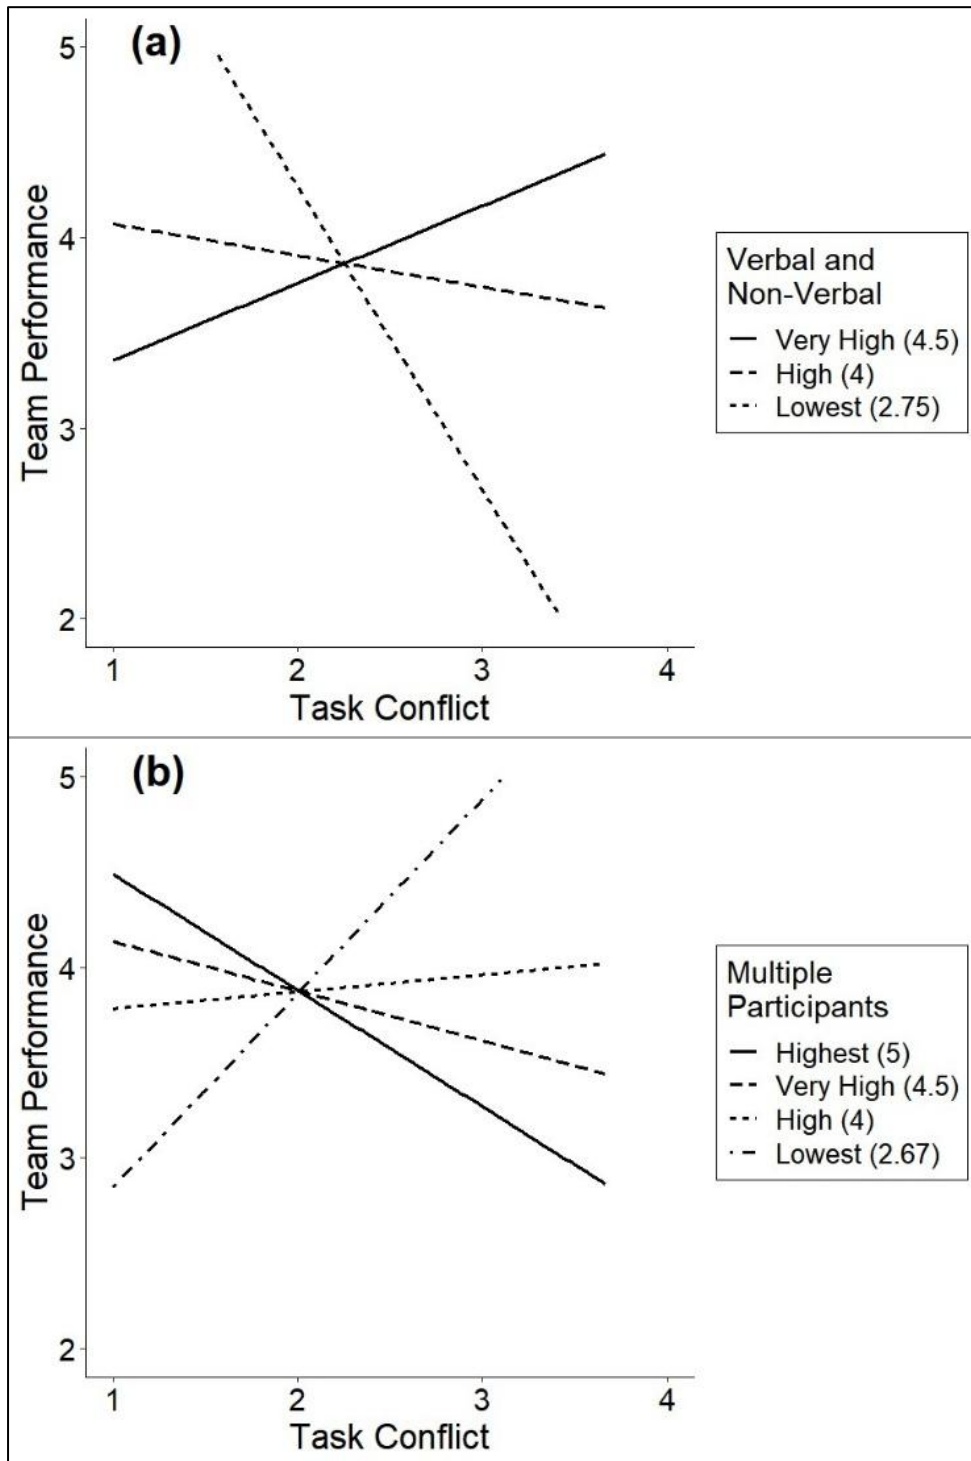 (a)
5
4
3
2
Team Performance
1 2 3 4
Task Conflict
Verbal and
Non-Verbal
Very High (4.5)
High (4)
Lowest (2.75)
(b)
5
4
3
2
Team Performance
1 2 3 4
Task Conflict
Multiple
Participants
Highest (5)
Very High (4.5)
High (4)
Lowest (2.67)